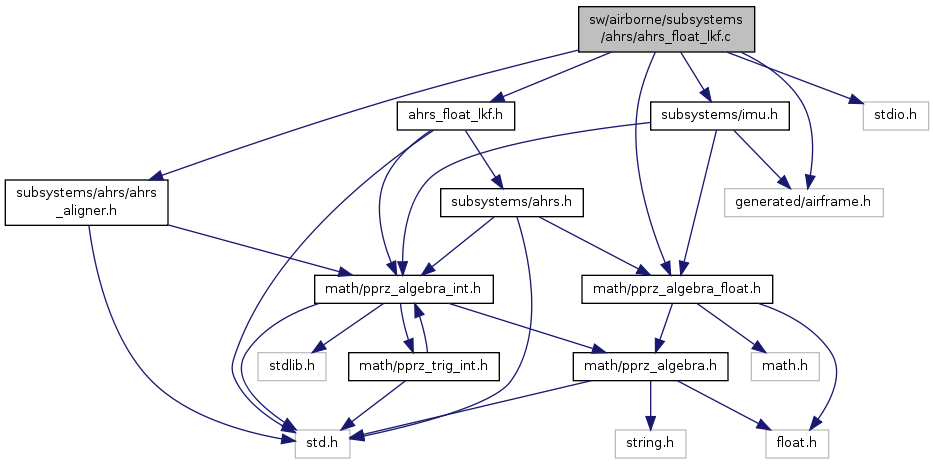 sw/airborne/subsystems
/ahrs/ahrs_float_lkf.c
ahrs_float_lkf.h
subsystems/imu.h
stdio.h
subsystems/ahrs/ahrs
_aligner.h
subsystems/ahrs.h
generated/airframe.h
math/pprz_algebra_int.h
math/pprz_algebra_float.h
stdlib.h
math/pprz_trig_int.h
math/pprz_algebra.h
math.h
std.h
string.h
float.h